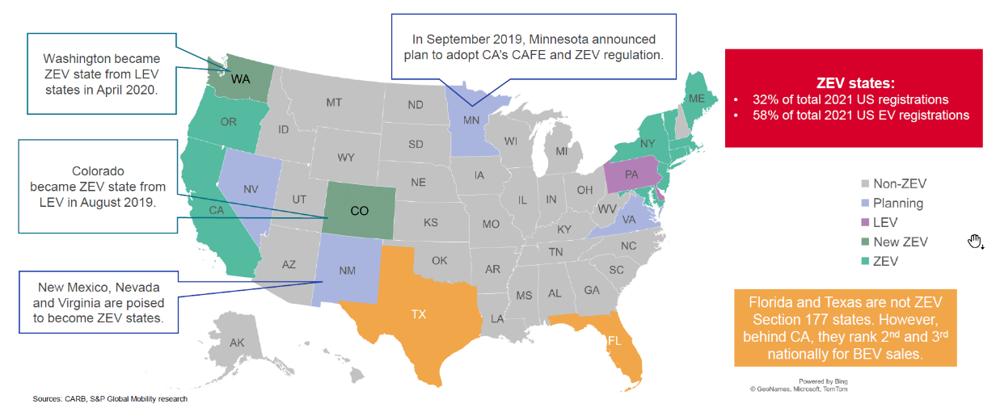 In September 2019, Minnesota announced
plan to adopt CA's CAFE and ZEV regulation.
Washington became
ZEV state from LEV
states in April 2020.
ZEV states:
• 32% of total 2021 US registrations
• 58% of total 2021 US EV registrations
Colorado
became ZEV state from
LEV in August 2019.
New Mexico, Nevada
and Virginia are poised
to become ZEV states.
WA
MT
ND
MN
ME
OR
ID
SD
WI
MI
NY
WY
IA
PA
NE
NV
UT
CO
IL
IN
OH
CA
KS
MO
WV
VA
KY
AZ
NM
OK
AR
TN
NC
SC
MS
AL
GA
TX
LA
FL
AK
Non-ZEV
Planning
LEV
New ZEV
ZEV
Florida and Texas are not ZEV
Section 177 states. However,
behind CA, they rank 2nd and 3rd
nationally for BEV sales.
Powered by Bing
© GeoNames, Microsoft, TomTom
Sources: CARB, S&P Global Mobility research